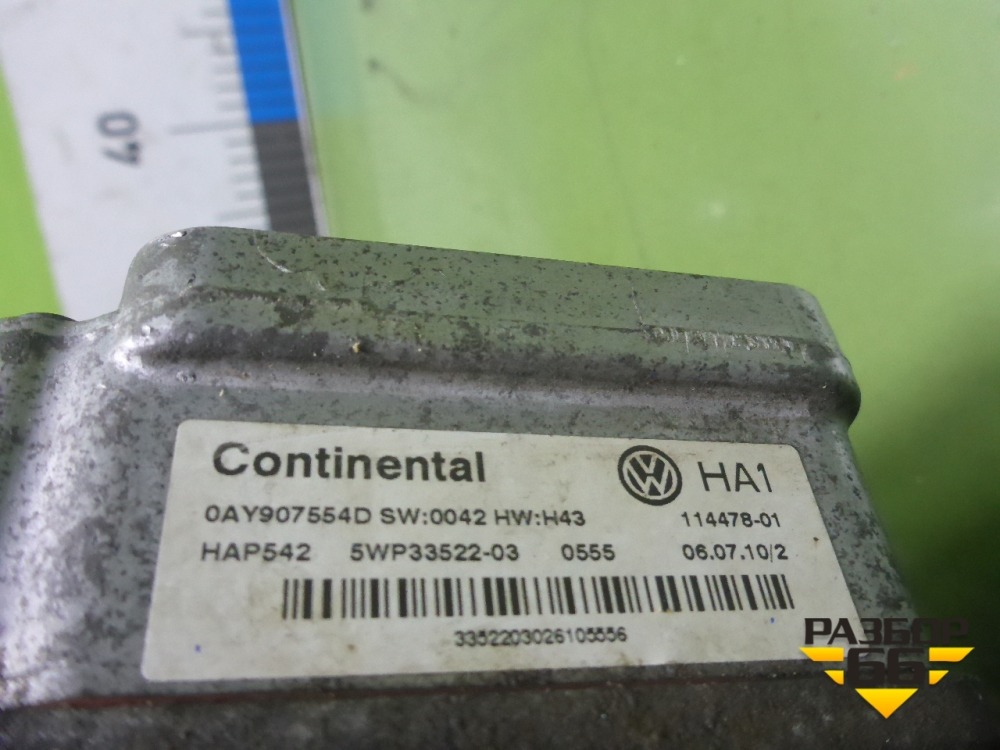 40
Continental
HA1
0AY907554D SW:0042 HW:H43
114478-01
HAP542 5WP33522-03 0555 06.07.10/2
3352203026105556
РАЗБОР
66